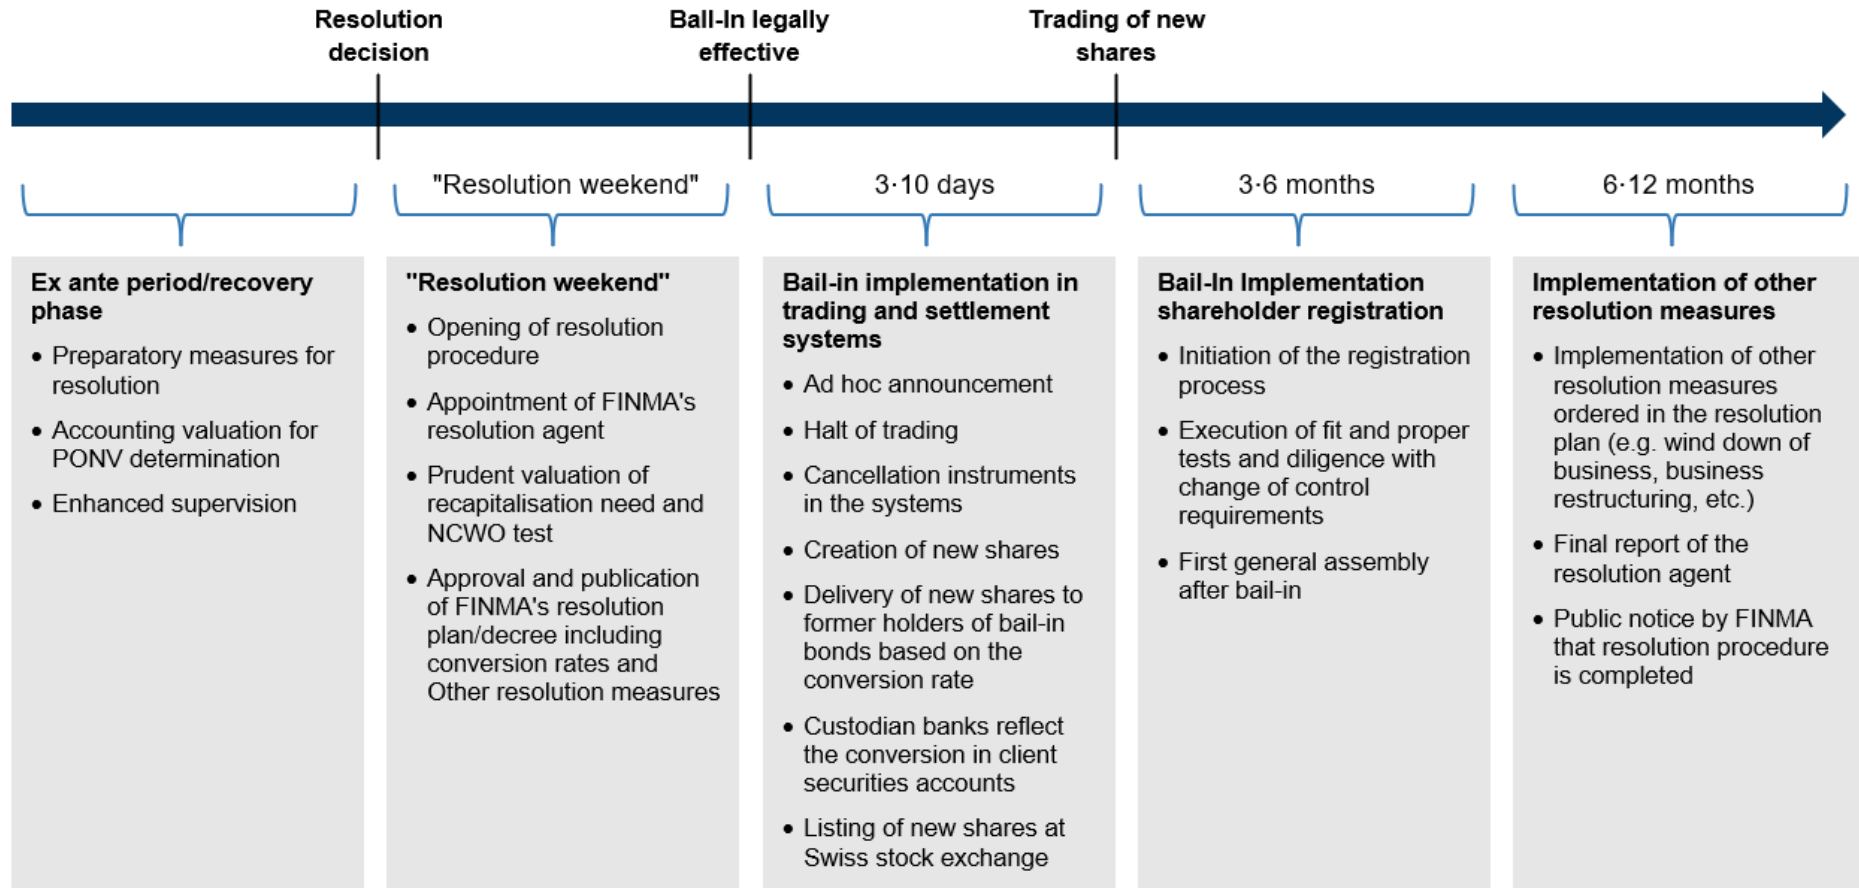 Resolution
decision
Ball-In legally
effective
Trading of new
shares
"Resolution weekend"
3·10 days
3·6 months
6·12 months
Ex ante period/recovery
phase
• Preparatory measures for
resolution
• Accounting valuation for
PONV determination
• Enhanced supervision
"Resolution weekend"
• Opening of resolution
procedure
• Appointment of FINMA's
resolution agent
• Prudent valuation of
recapitalisation need and
NCWO test
• Approval and publication
of FINMA's resolution
plan/decree including
conversion rates and
Other resolution measures
Bail-in implementation in
trading and settlement
systems
• Ad hoc announcement
• Halt of trading
• Cancellation instruments
in the systems
• Creation of new shares
• Delivery of new shares to
former holders of bail-in
bonds based on the
conversion rate
• Custodian banks reflect
the conversion in client
securities accounts
• Listing of new shares at
Swiss stock exchange
Bail-In Implementation
shareholder registration
• Initiation of the registration
process
• Execution of fit and proper
tests and diligence with
change of control
requirements
• First general assembly
after bail-in
Implementation of other
resolution measures
• Implementation of other
resolution measures
ordered in the resolution
plan (e.g. wind down of
business, business
restructuring, etc.)
• Final report of the
resolution agent
• Public notice by FINMA
that resolution procedure
is completed